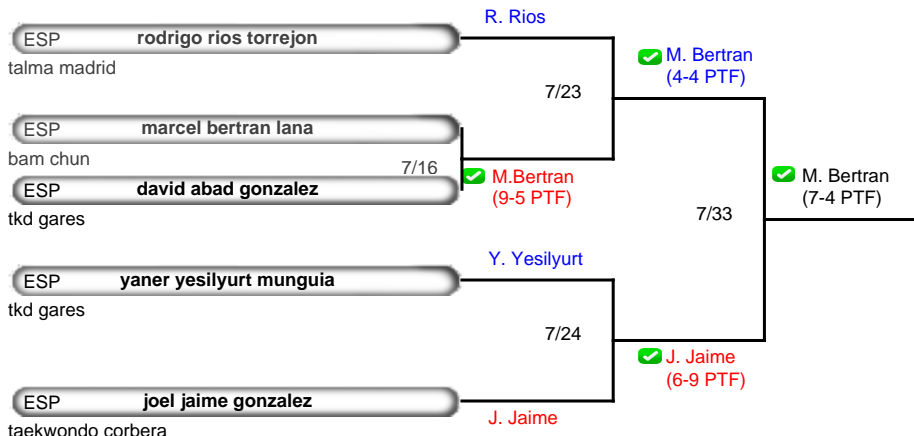 R. Rios
ESP rodrigo rios torrejon
talma madrid
M. Bertran
(4-4 PTF)
7/23
ESP marcel bertran lana
bam chun
7/16
M.Bertran
(9-5 PTF)
M. Bertran
(7-4 PTF)
ESP david abad gonzalez
tkd gares
7/33
Y. Yesilyurt
ESP yaner yesilyurt munguia
tkd gares
7/24
J. Jaime
(6-9 PTF)
ESP joel jaime gonzalez
J. Jaime
taekwondo corbera